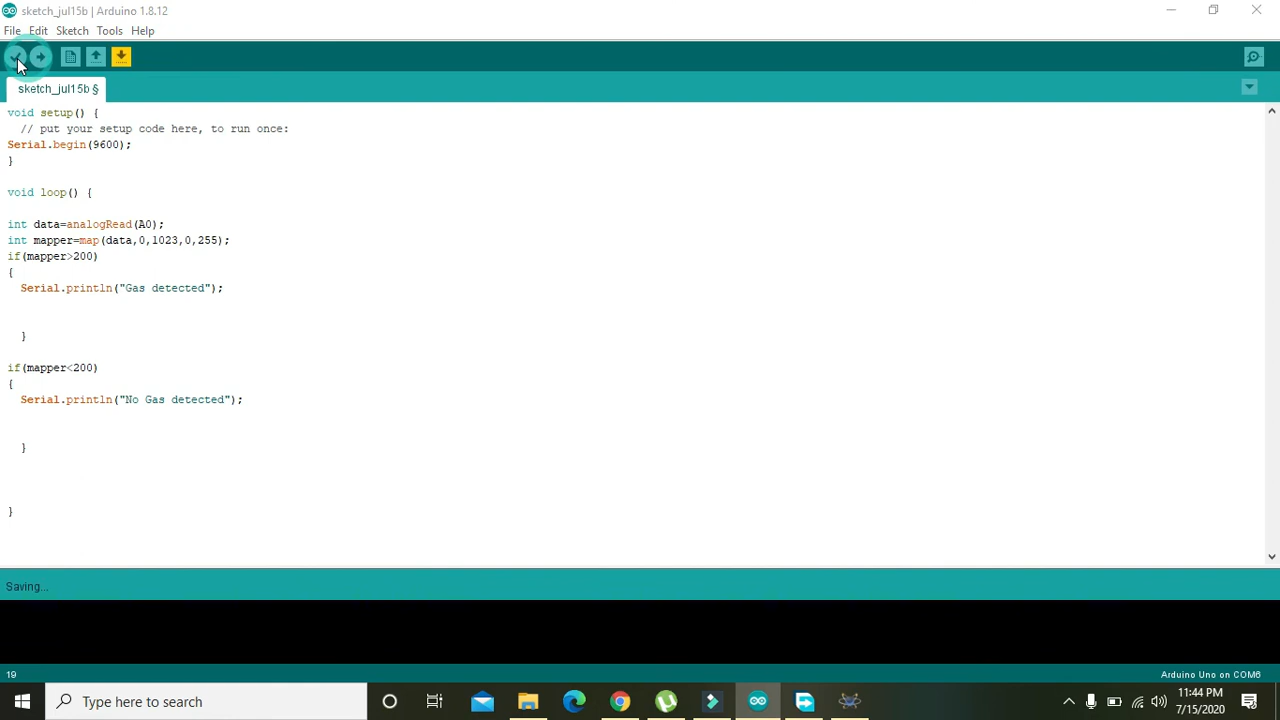 sketch_jul15b | Arduino 1.8.12
File Edit Sketch Tools Help
sketch_jul15b §
void setup() {
// put your setup code here, to run once:
Serial.begin(9600);
}
void loop() {
int data=analogRead(A0);
int mapper=map(data,0,1023,0,255);
if(mapper>200)
{
Serial.println("Gas detected");
}
if(mapper<200)
{
Serial.println("No Gas detected");
}
}
Saving...
19
Arduino Uno on COM6
Type here to search
11:44 PM
7/15/2020